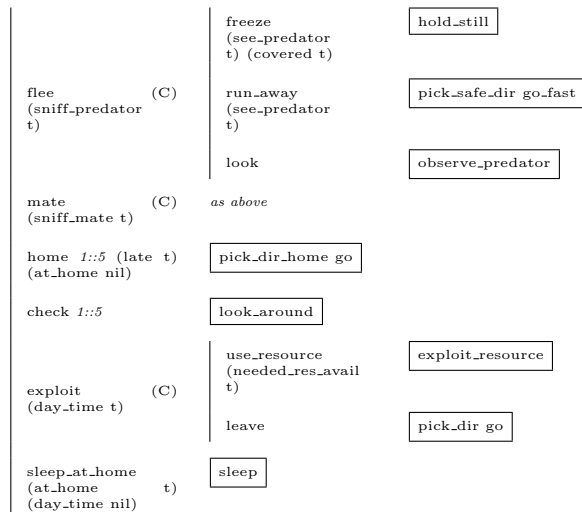 freeze
(see_predator
t) (covered t)
hold_still
flee (C)
(sniff_predator
t)
run_away
(see_predator
t)
pick_safe_dir go_fast
look
observe_predator
mate (C)
(sniff_mate t)
as above
home 1::5 (late t)
(at_home nil)
pick_dir_home go
check 1::5
look_around
exploit (C)
(day_time t)
use_resource
(needed_res_avail
t)
exploit_resource
leave
pick_dir go
sleep_at_home
(at_home t)
(day_time nil)
sleep